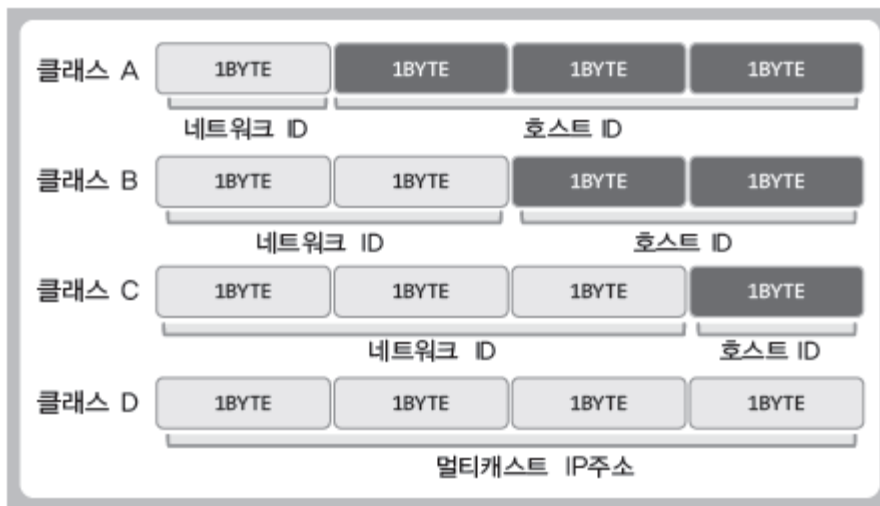 클래스 A 1BYTE 1BYTE 1BYTE 1BYTE
네트워크 ID 호스트 ID
클래스 B 1BYTE 1BYTE 1BYTE 1BYTE
네트워크 ID 호스트 ID
클래스 C 1BYTE 1BYTE 1BYTE 1BYTE
네트워크 ID 호스트 ID
클래스 D 1BYTE 1BYTE 1BYTE 1BYTE
멀티캐스트 IP주소